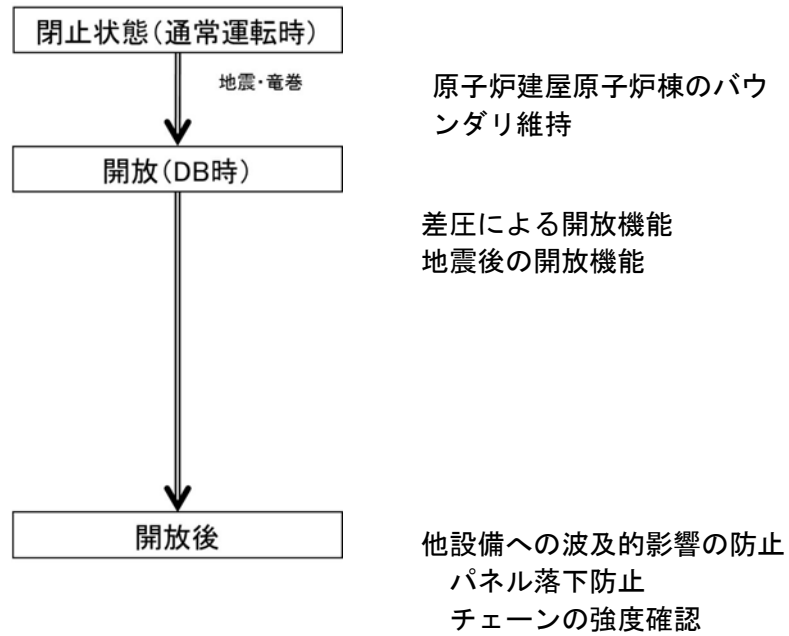 閉止状態(通常運転時)
地震・竜巻
原子炉建屋原子炉棟のバウ
ンダリ維持
開放(DB時)
差圧による開放機能
地震後の開放機能
開放後
他設備への波及的影響の防止
パネル落下防止
チェーンの強度確認